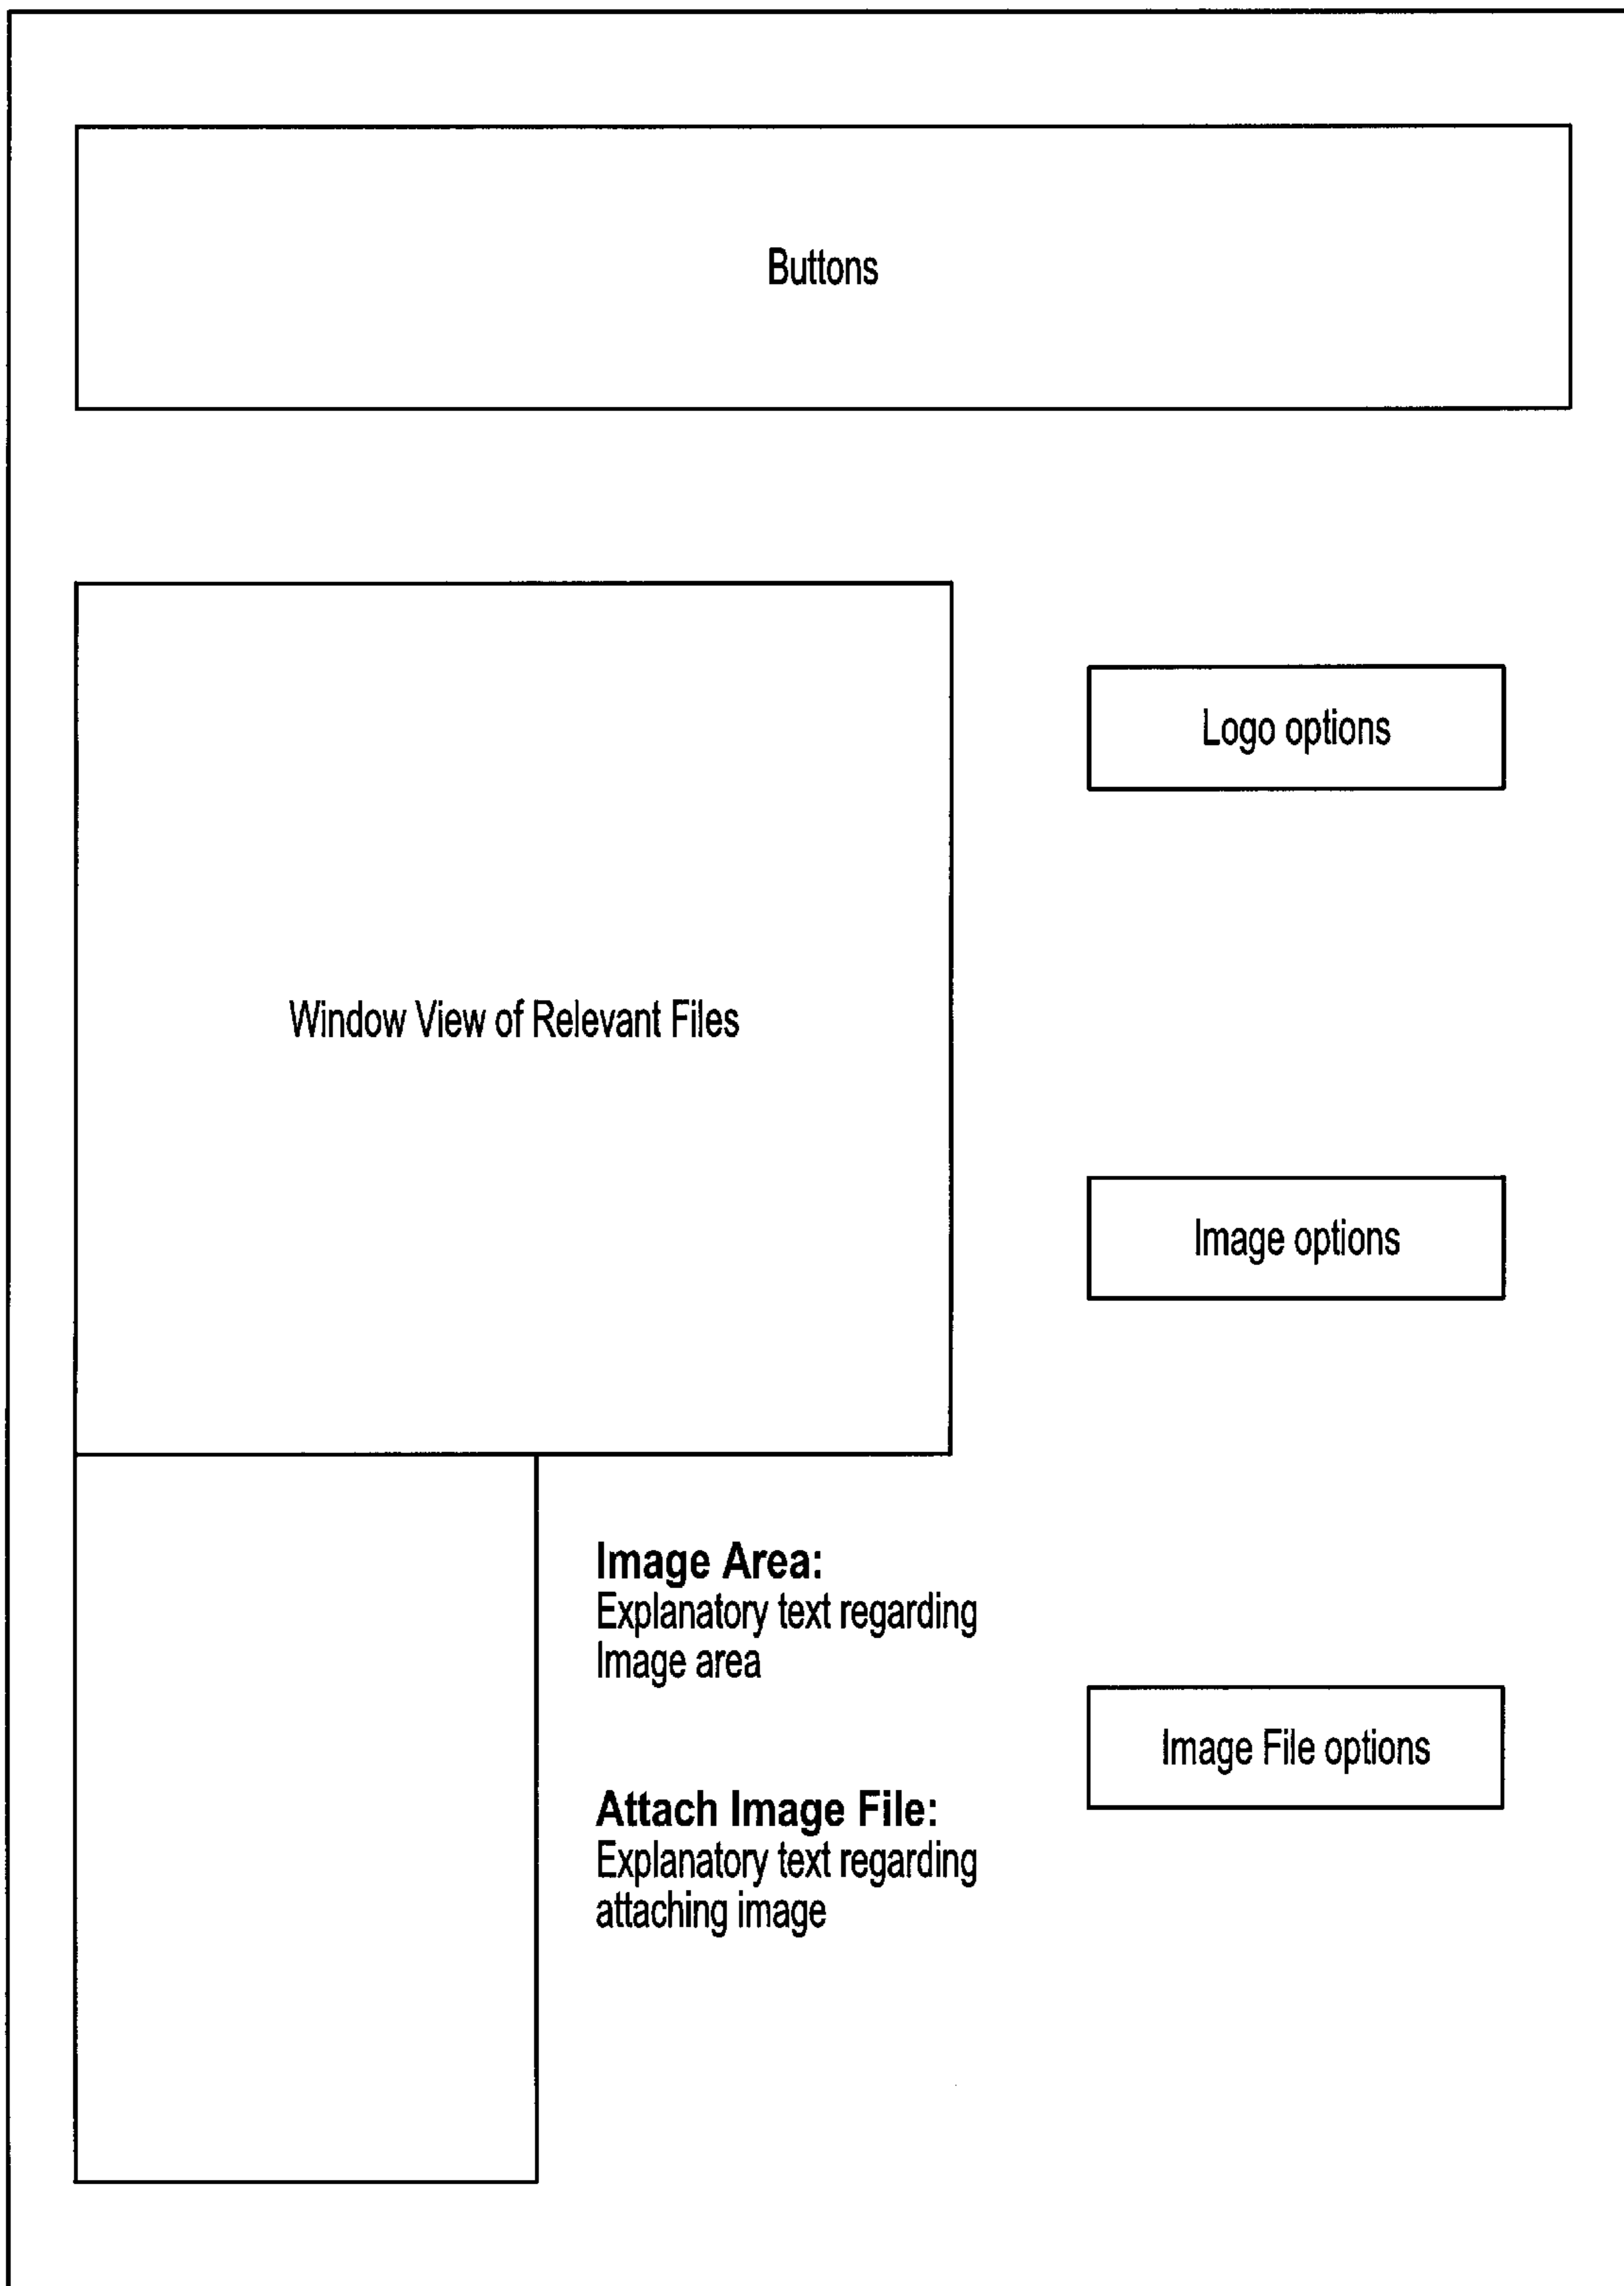 Buttons
Logo options
Window View of Relevant Files
Image options
Image Area:
Explanatory text regarding
Image area
Image File options
Attach Image File:
Explanatory text regarding
attaching image